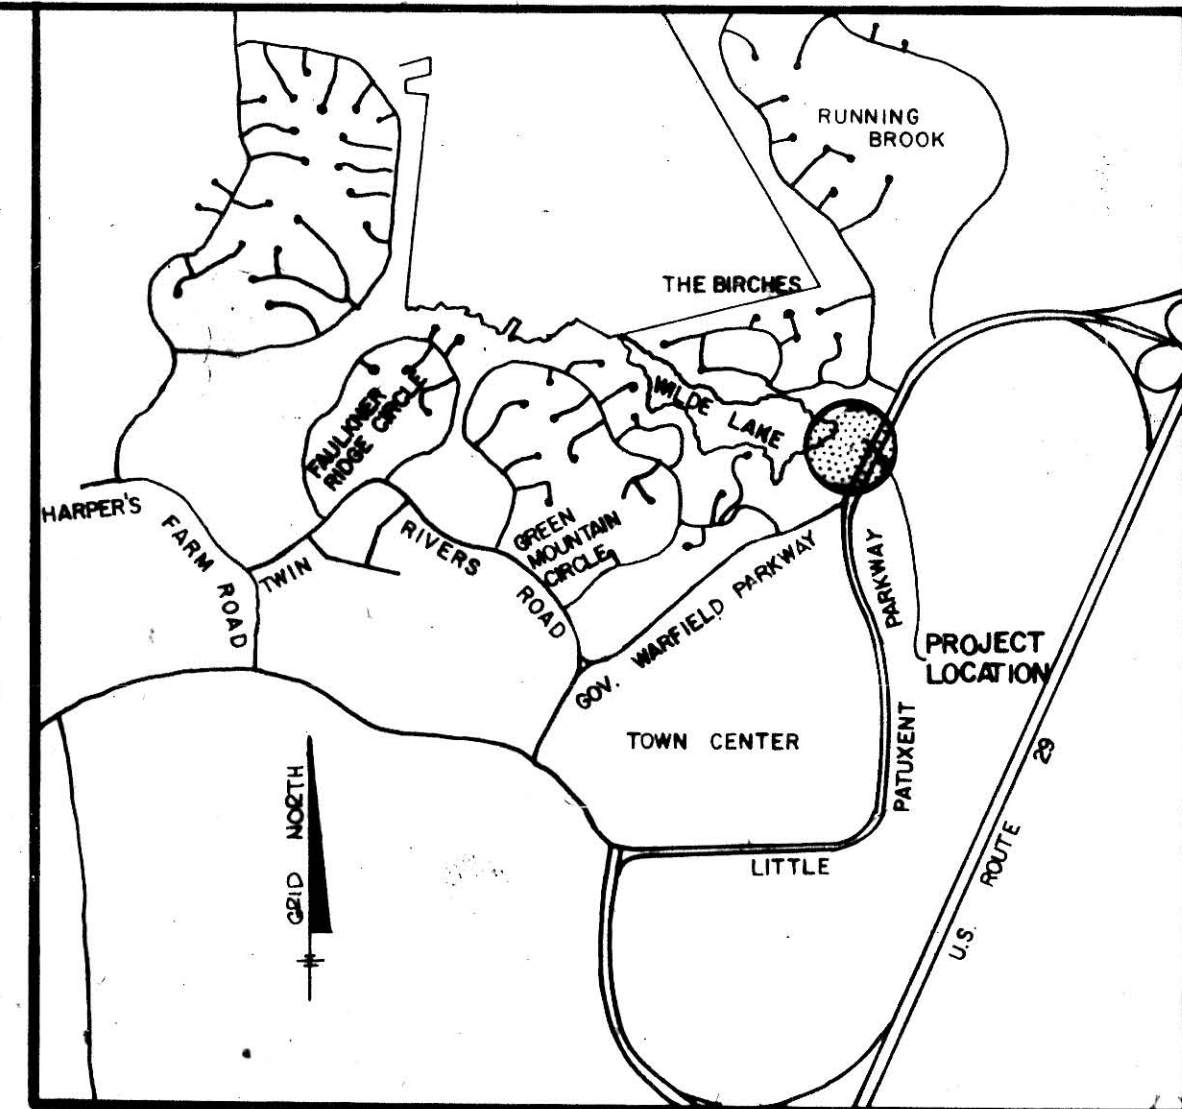 RUNNING
BROOK
THE BIRCHES
WILDE LAKE
FAULKNER
RIDGE CIRCLE
HARPER'S
FARM ROAD
TWIN
RIVERS
ROAD
GREEN
MOUNTAIN
CIRCLE
GOV. WARFIELD PARKWAY
PARKWAY
PROJECT
LOCATION
TOWN CENTER
PATUXENT
LITTLE
U.S. ROUTE 29
GRID NORTH